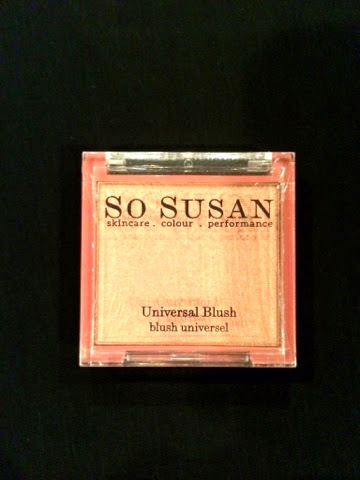 SO SUSAN
skincare . colour . performance
Universal Blush
blush universel